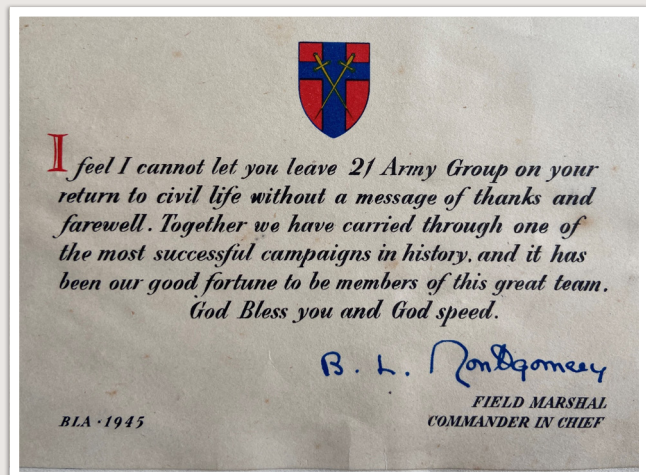 I feel I cannot let you leave 21 Army Group on your
return to civil life without a message of thanks and
farewell. Together we have carried through one of
the most successful campaigns in history, and it has
been our good fortune to be members of this great team.
God Bless you and God speed.
B. L. Montgomery
FIELD MARSHAL
COMMANDER IN CHIEF
BLA · 1945